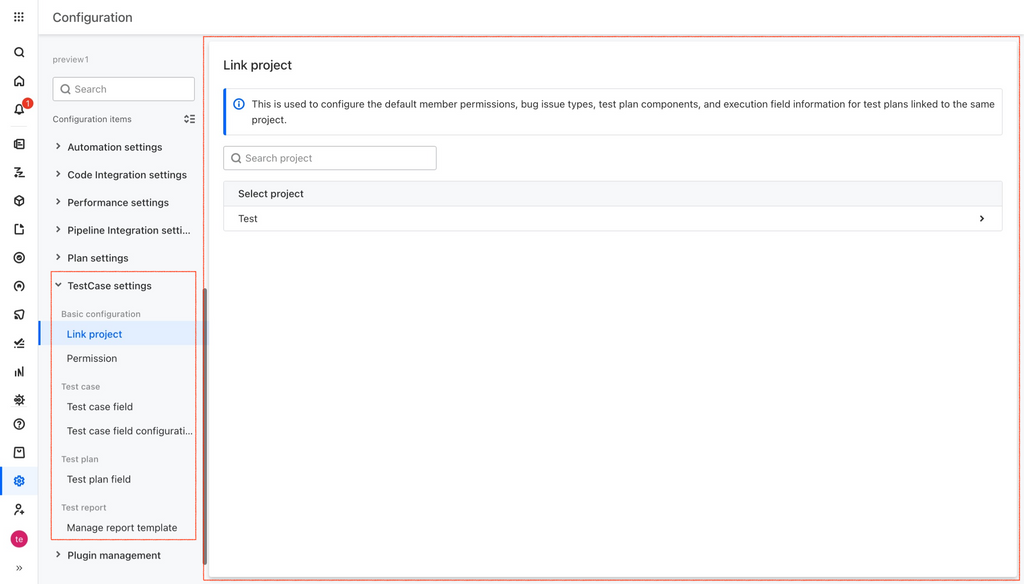 Configuration
preview1
Search
Configuration items
1
Automation settings
Code Integration settings
Performance settings
Pipeline Integration setti...
Plan settings
TestCase settings
Basic configuration
Link project
Permission
Test case
Test case field
Test case field configurati...
Test plan
Test plan field
Test report
Manage report template
Plugin management
te
Link project
This is used to configure the default member permissions, bug issue types, test plan components, and execution field information for test plans linked to the same
project.
Search project
Select project
Test